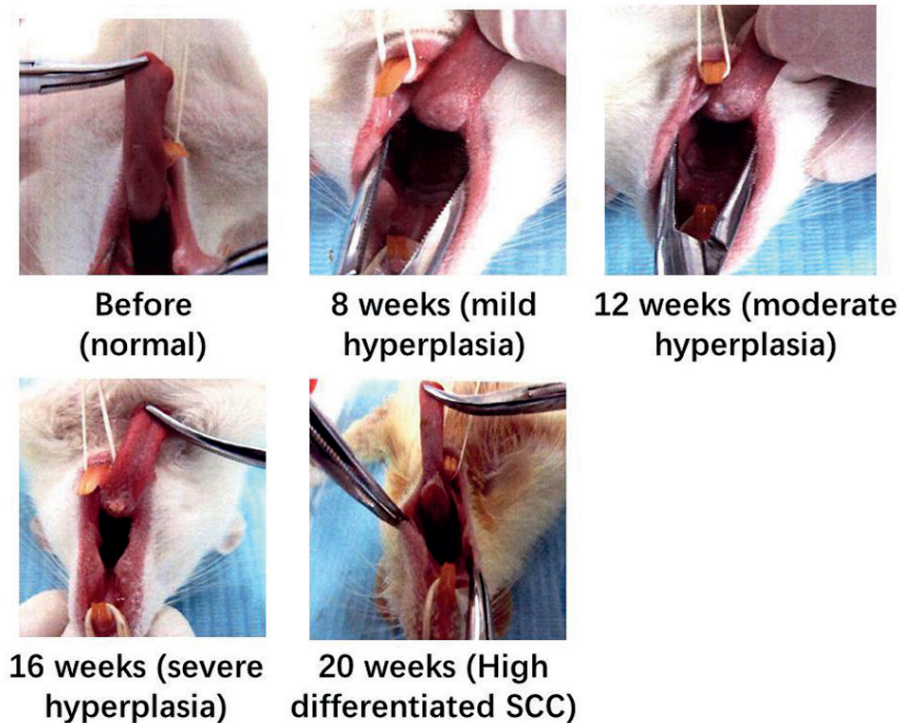 Before
(normal)
8 weeks (mild
hyperplasia)
12 weeks (moderate
hyperplasia)
16 weeks (severe
hyperplasia)
20 weeks (High
differentiated SCC)